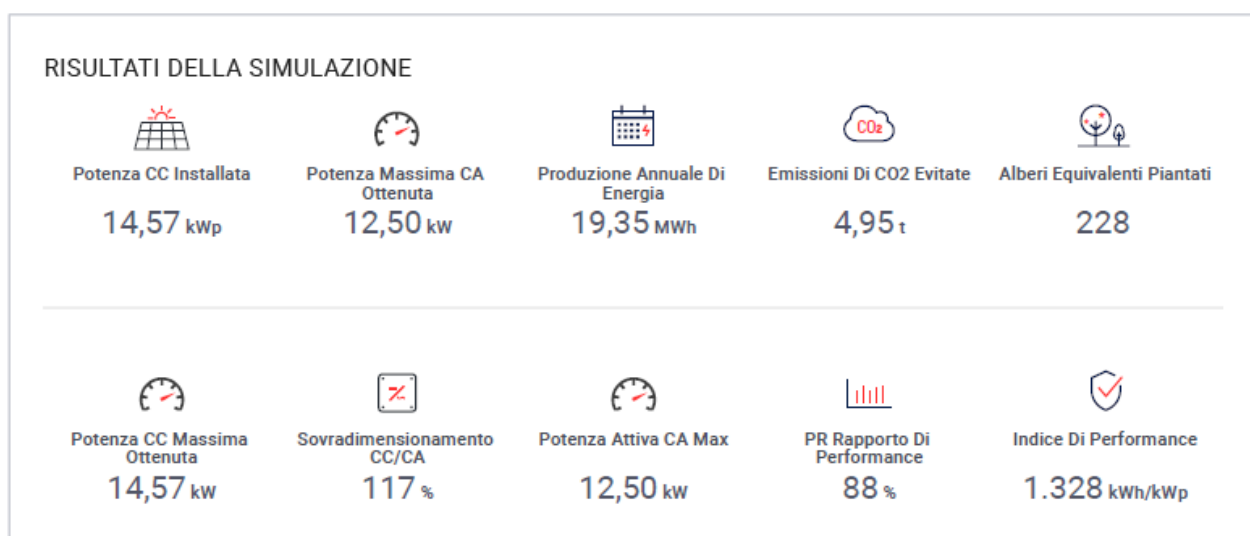 RISULTATI DELLA SIMULAZIONE
CO₂
Potenza CC Installata
14,57 kWp
Potenza Massima CA
Ottenuta
12,50 kW
Produzione Annuale Di
Energia
19,35 MWh
Emissioni Di CO2 Evitate
4,95 t
Alberi Equivalenti Piantati
228
Potenza CC Massima
Ottenuta
14,57 kW
Sovradimensionamento
CC/CA
117 %
Potenza Attiva CA Max
12,50 kW
PR Rapporto Di
Performance
88 %
Indice Di Performance
1.328 kWh/kWp